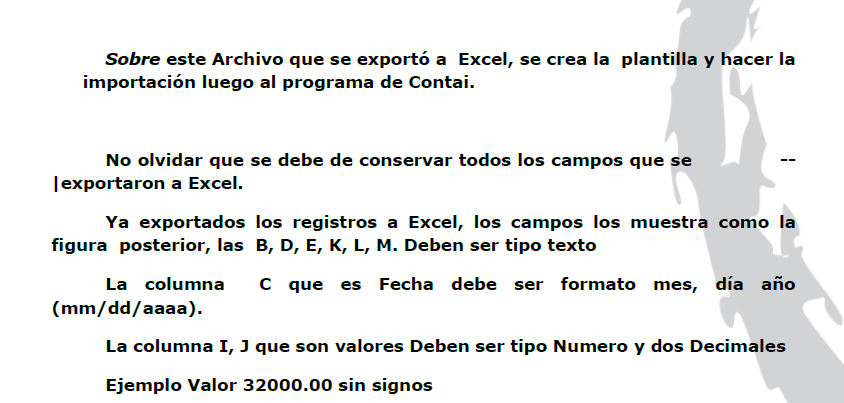 Sobre este Archivo que se exportó a Excel, se crea la plantilla y hacer la
importación luego al programa de Contai.
No olvidar que se debe de conservar todos los campos que se --
|exportaron a Excel.
Ya exportados los registros a Excel, los campos los muestra como la
figura posterior, las B, D, E, K, L, M. Deben ser tipo texto
La columna C que es Fecha debe ser formato mes, día año
(mm/dd/aaaa).
La columna I, J que son valores Deben ser tipo Numero y dos Decimales
Ejemplo Valor 32000.00 sin signos